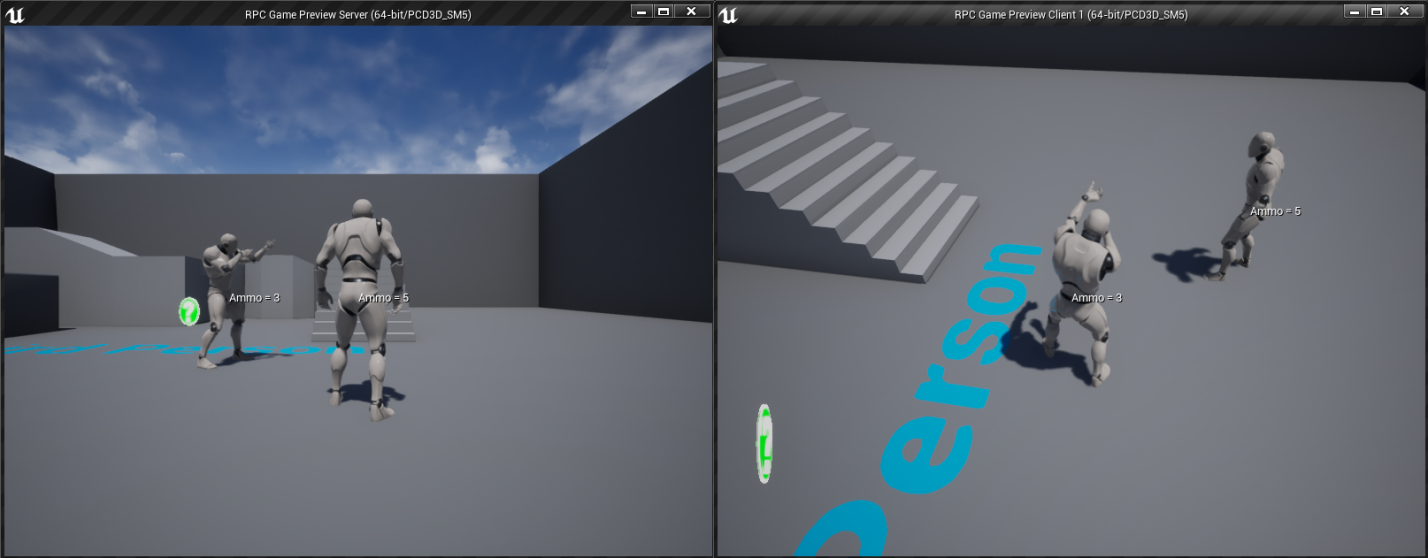 RPC Game Preview Server (64-bit/PCD3D_SM5)
Ammo = 3
Ammo = 5
RPC Game Preview Client 1 (64-bit/PCD3D_SM5)
Ammo = 5
Ammo = 3
Person